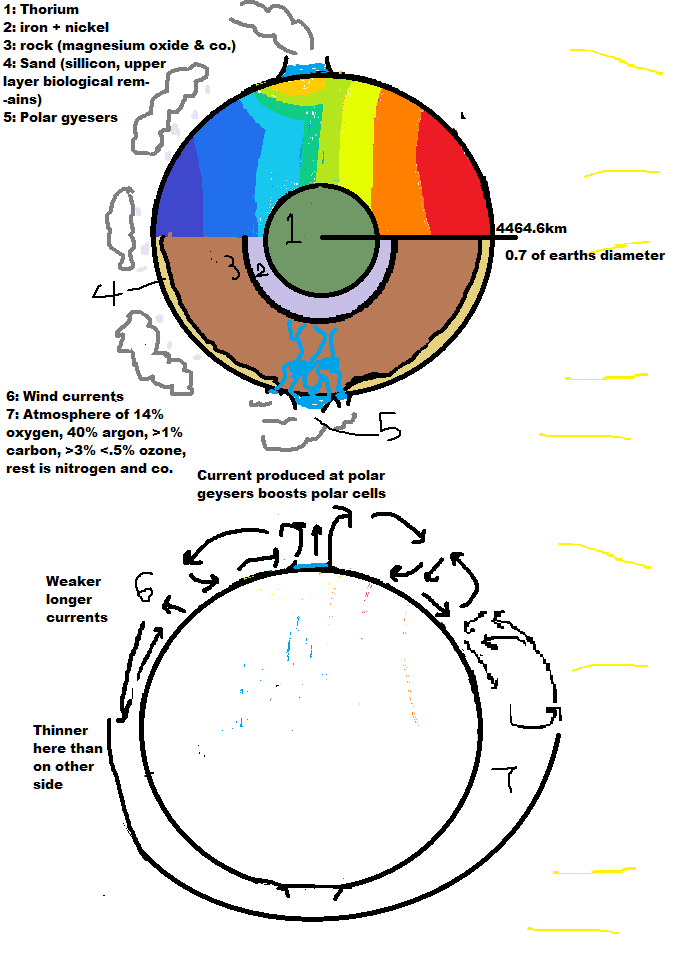 1: Thorium
2: iron + nickel
3: rock (magnesium oxide & co.)
4: Sand (sillicon, upper
layer biological rem-
-ains)
5: Polar gyesers
1
4464.6km
0.7 of earths diameter
3
2
4
5
6: Wind currents
7: Atmosphere of 14%
oxygen, 40% argon, >1%
carbon, >3% <.5% ozone,
rest is nitrogen and co.
Current produced at polar
geysers boosts polar cells
Weaker
longer
currents
6
Thinner
here than
on other
side
7